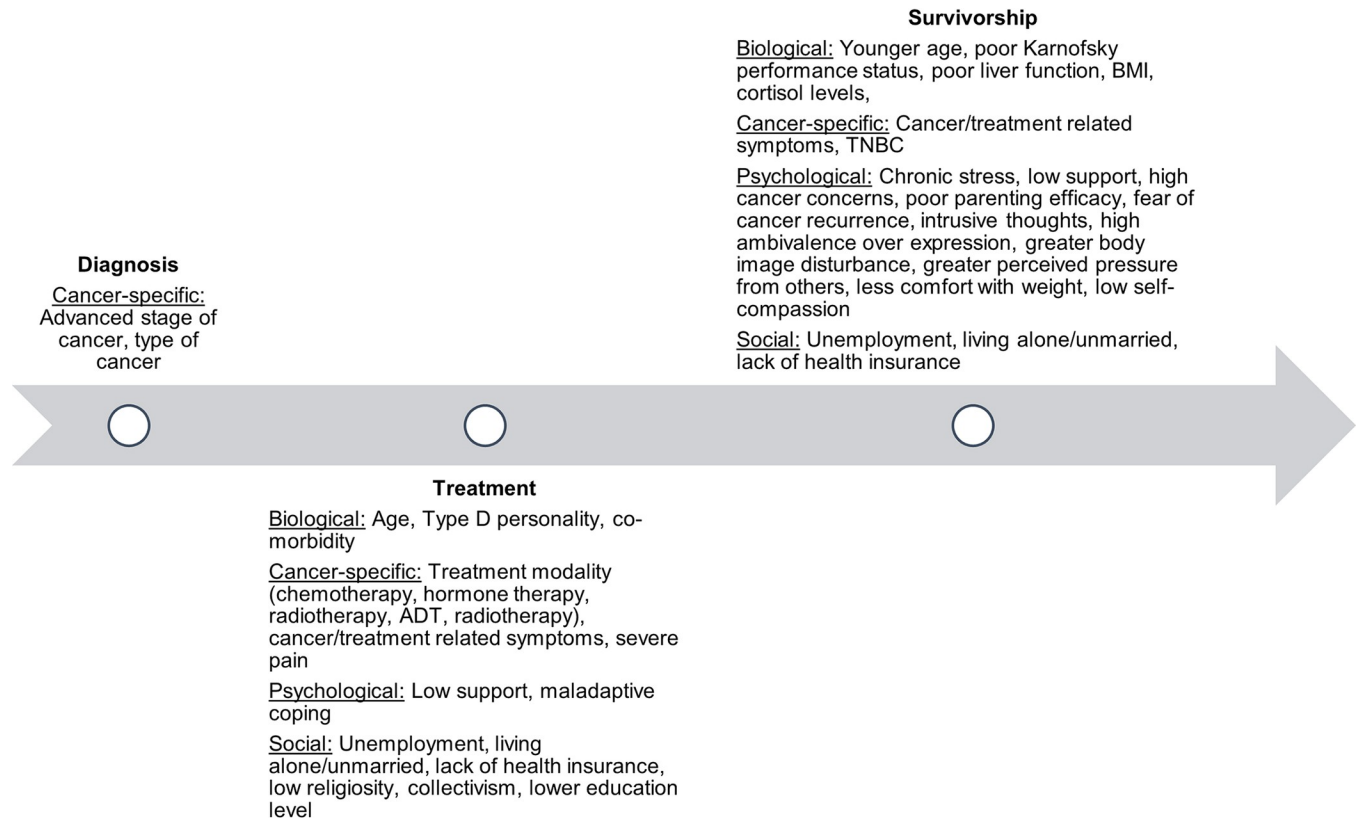 Diagnosis
Cancer-specific:
Advanced stage of
cancer, type of
cancer
Treatment
Biological: Age, Type D personality, co-
morbidity
Cancer-specific: Treatment modality
(chemotherapy, hormone therapy,
radiotherapy, ADT, radiotherapy),
cancer/treatment related symptoms, severe
pain
Psychological: Low support, maladaptive
coping
Social: Unemployment, living
alone/unmarried, lack of health insurance,
low religiosity, collectivism, lower education
level
Survivorship
Biological: Younger age, poor Karnofsky
performance status, poor liver function, BMI,
cortisol levels,
Cancer-specific: Cancer/treatment related
symptoms, TNBC
Psychological: Chronic stress, low support, high
cancer concerns, poor parenting efficacy, fear of
cancer recurrence, intrusive thoughts, high
ambivalence over expression, greater body
image disturbance, greater perceived pressure
from others, less comfort with weight, low self-
compassion
Social: Unemployment, living alone/unmarried,
lack of health insurance